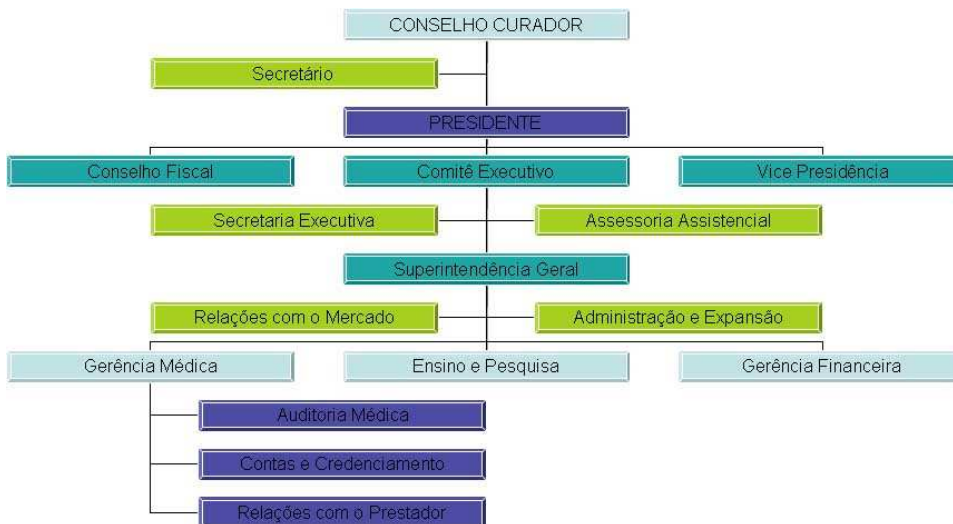 CONSELHO CURADOR
Secretário
PRESIDENTE
Conselho Fiscal
Comitê Executivo
Vice Presidência
Secretaria Executiva
Assessoria Assistencial
Superintendência Geral
Relações com o Mercado
Administração e Expansão
Gerência Médica
Ensino e Pesquisa
Gerência Financeira
Auditoria Médica
Contas e Credenciamento
Relações com o Prestador